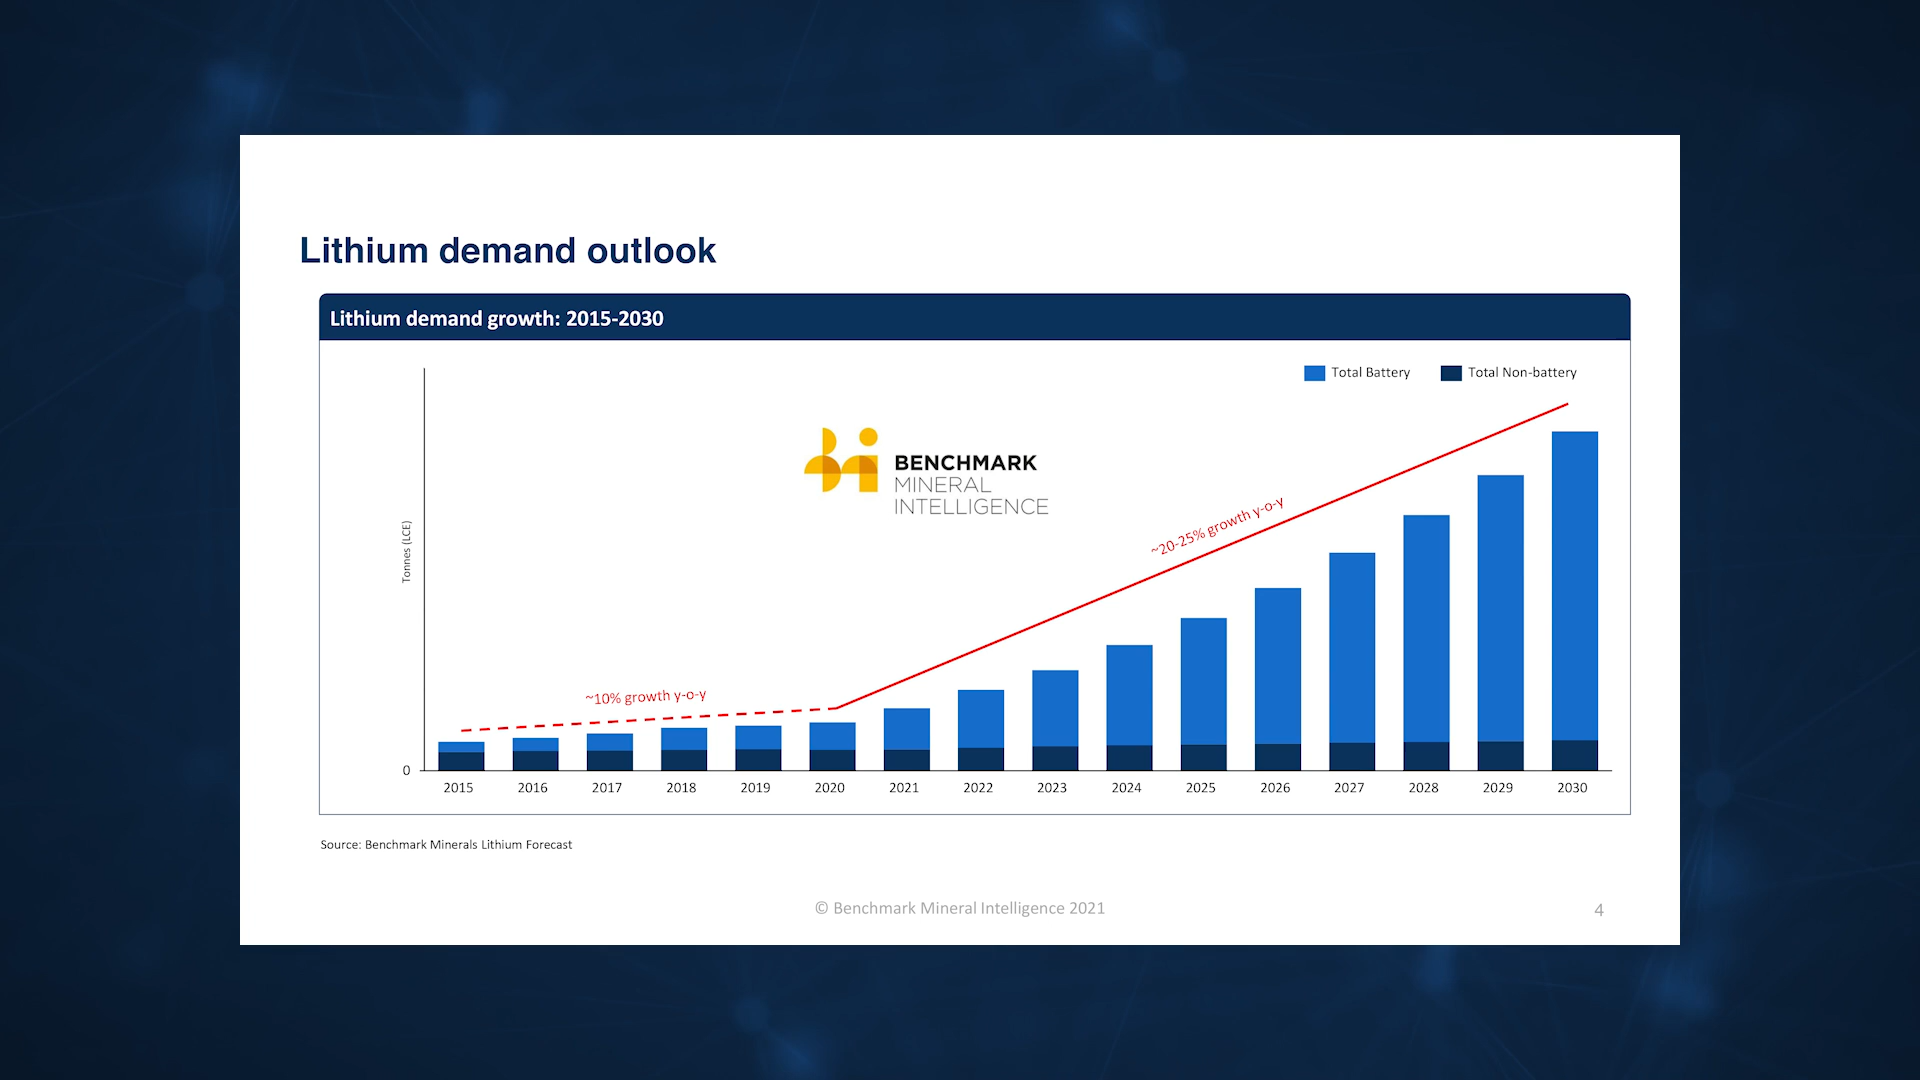 Lithium demand outlook
Lithium demand growth: 2015-2030
Total Battery
Total Non-battery
BENCHMARK
MINERAL
INTELLIGENCE
~20-25% growth y-o-y
Tonnes (LCE)
~10% growth y-o-y
0
2015 2016 2017 2018 2019 2020 2021 2022 2023 2024 2025 2026 2027 2028 2029 2030
Source: Benchmark Minerals Lithium Forecast
© Benchmark Mineral Intelligence 2021
4